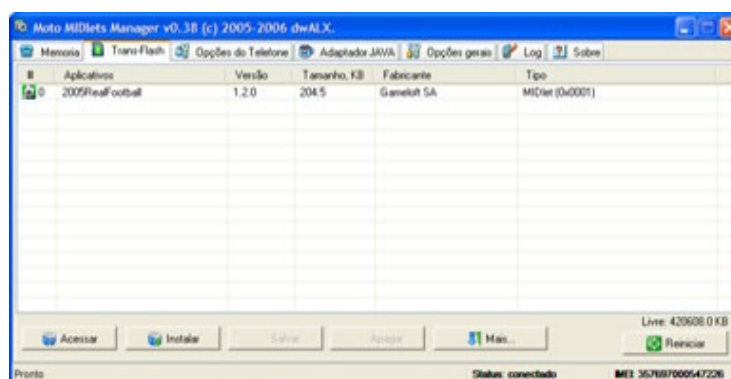 Moto MIDlets Manager v0.38 (c) 2005-2006 dwALX.
Memoria Trans-Flash Opções do Telefone Adaptador JAVA Opções gerais Log Sobre
# Aplicativos Versão Tamanho, KB Fabricante Tipo
0 2005RealFootball 1.2.0 204.5 Gameloft SA MIDlet (0x0001)
Livre: 420608.0 KB
Acessar Instalar Salvar Apagar Mais... Reiniciar
Pronto Status: conectado IMEI: 357697000547226